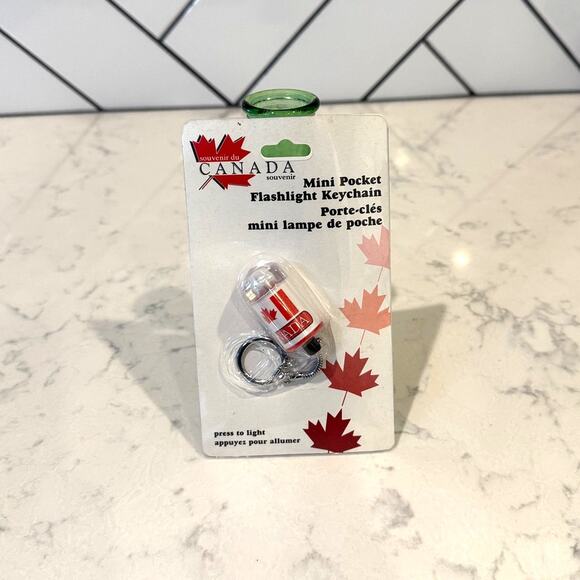 souvenir du
CANADA
souvenir
Mini Pocket
Flashlight Keychain
Porte-clés
mini lampe de poche
press to light
appuyez pour allumer